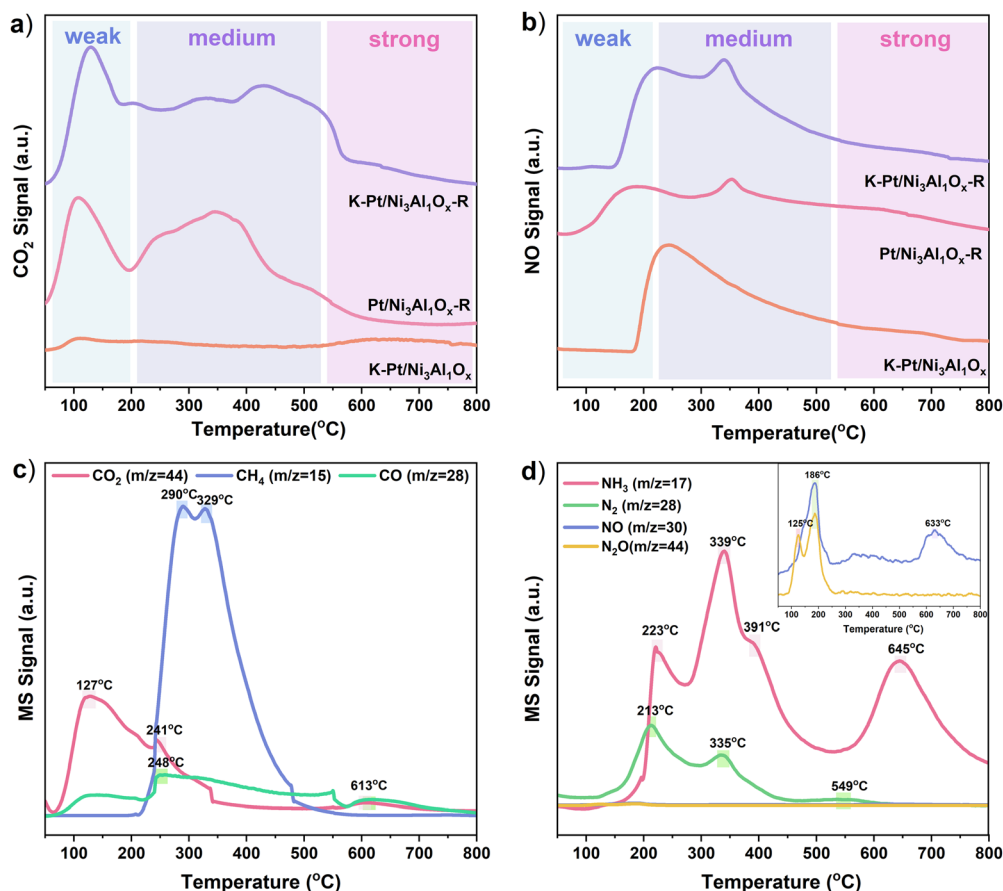 a)
weak medium strong
CO₂ Signal (a.u.)
K-Pt/Ni₃Al₁Oₓ-R
Pt/Ni₃Al₁Oₓ-R
K-Pt/Ni₃Al₁Oₓ
100 200 300 400 500 600 700 800
Temperature(°C)
b)
weak medium strong
NO Signal (a.u.)
K-Pt/Ni₃Al₁Oₓ-R
Pt/Ni₃Al₁Oₓ-R
K-Pt/Ni₃Al₁Oₓ
100 200 300 400 500 600 700 800
Temperature(°C)
c)
CO₂ (m/z=44) CH₄ (m/z=15) CO (m/z=28)
290°C 329°C
127°C
241°C
248°C
613°C
MS Signal (a.u.)
100 200 300 400 500 600 700 800
Temperature (°C)
d)
NH₃ (m/z=17)
N₂ (m/z=28)
NO (m/z=30)
N₂O(m/z=44)
186°C
125°C
633°C
100 200 300 400 500 600 700 800
Temperature (°C)
339°C
391°C
223°C
645°C
213°C
335°C
549°C
MS Signal (a.u.)
100 200 300 400 500 600 700 800
Temperature (°C)